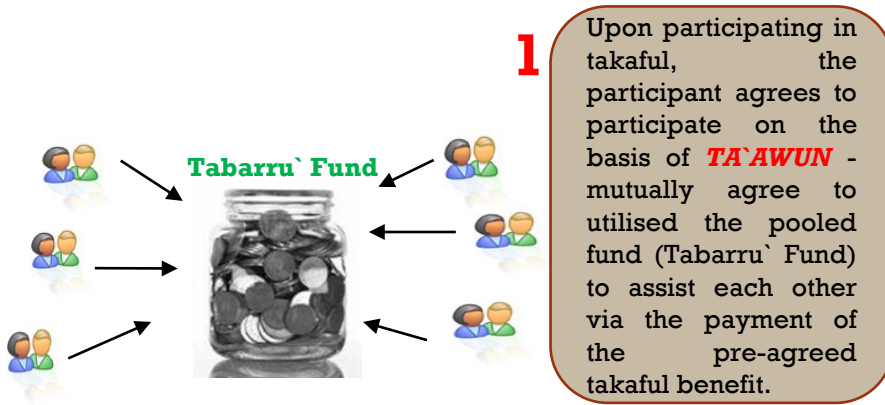 1
Upon participating in
takaful, the
participant agrees to
participate on the
basis of TA`AWUN -
mutually agree to
utilised the pooled
fund (Tabarru` Fund)
to assist each other
via the payment of
the pre-agreed
takaful benefit.
Tabarru` Fund